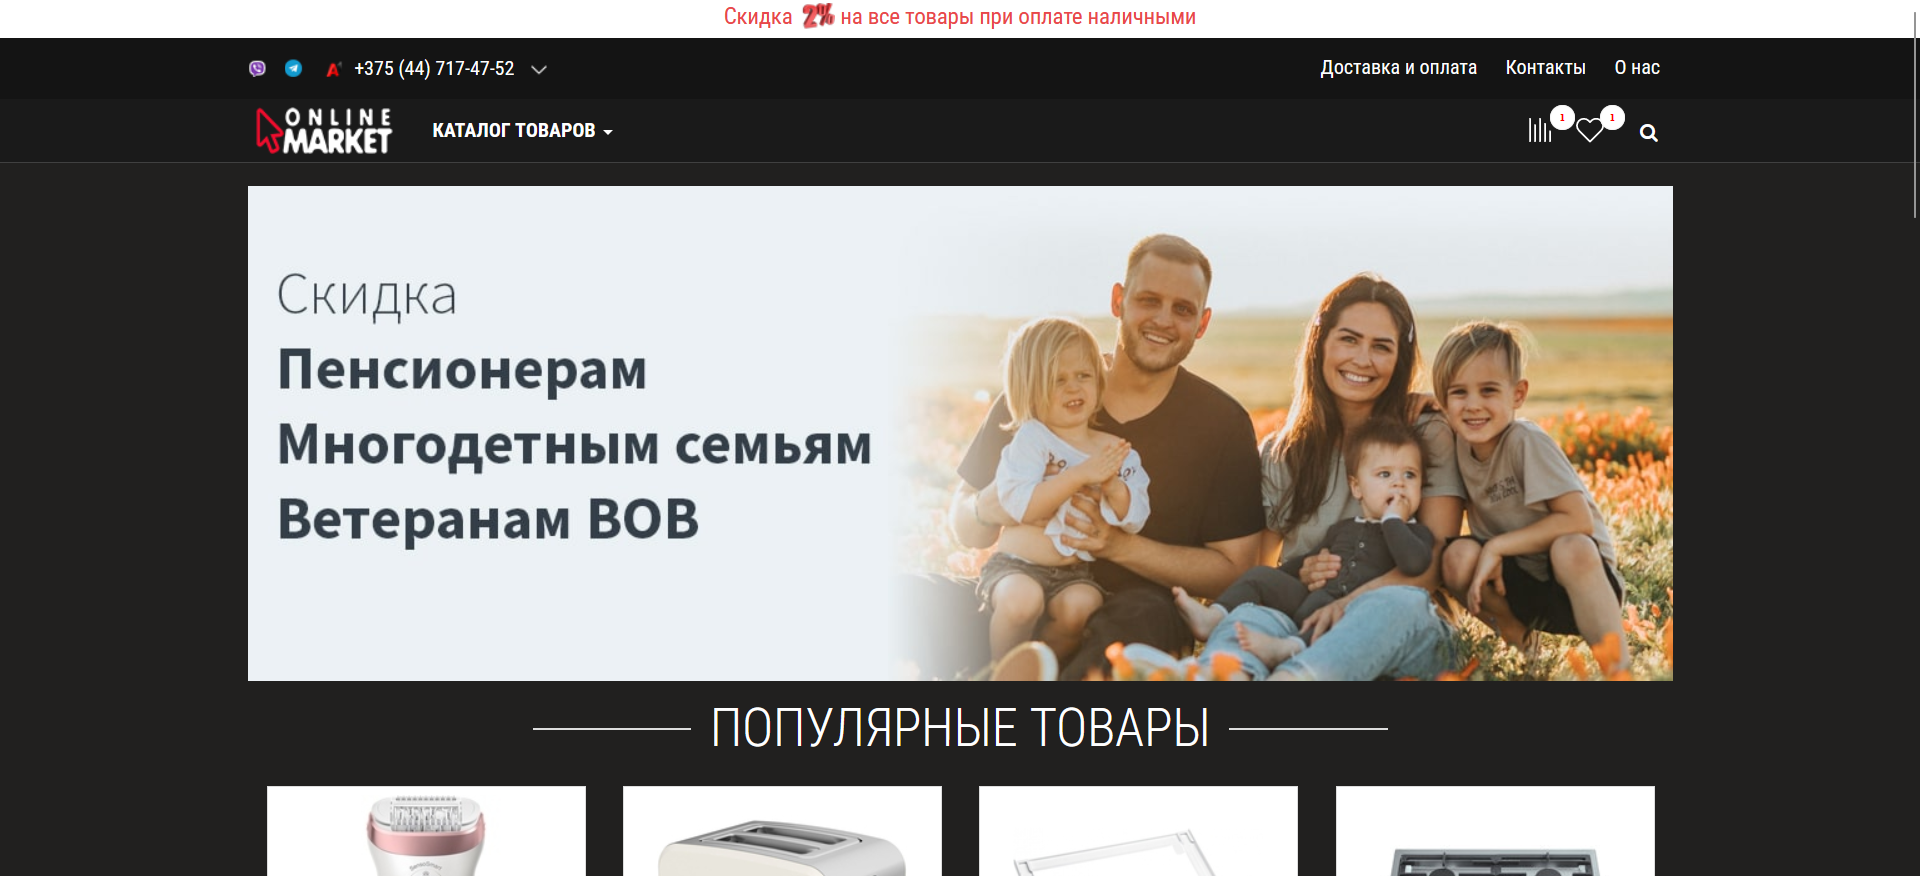 Скидка 2% на все товары при оплате наличными
+375 (44) 717-47-52
Доставка и оплата
Контакты
О нас
ONLINE
MARKET
КАТАЛОГ ТОВАРОВ
1
1
Скидка
Пенсионерам
Многодетным семьям
Ветеранам ВОВ
ПОПУЛЯРНЫЕ ТОВАРЫ